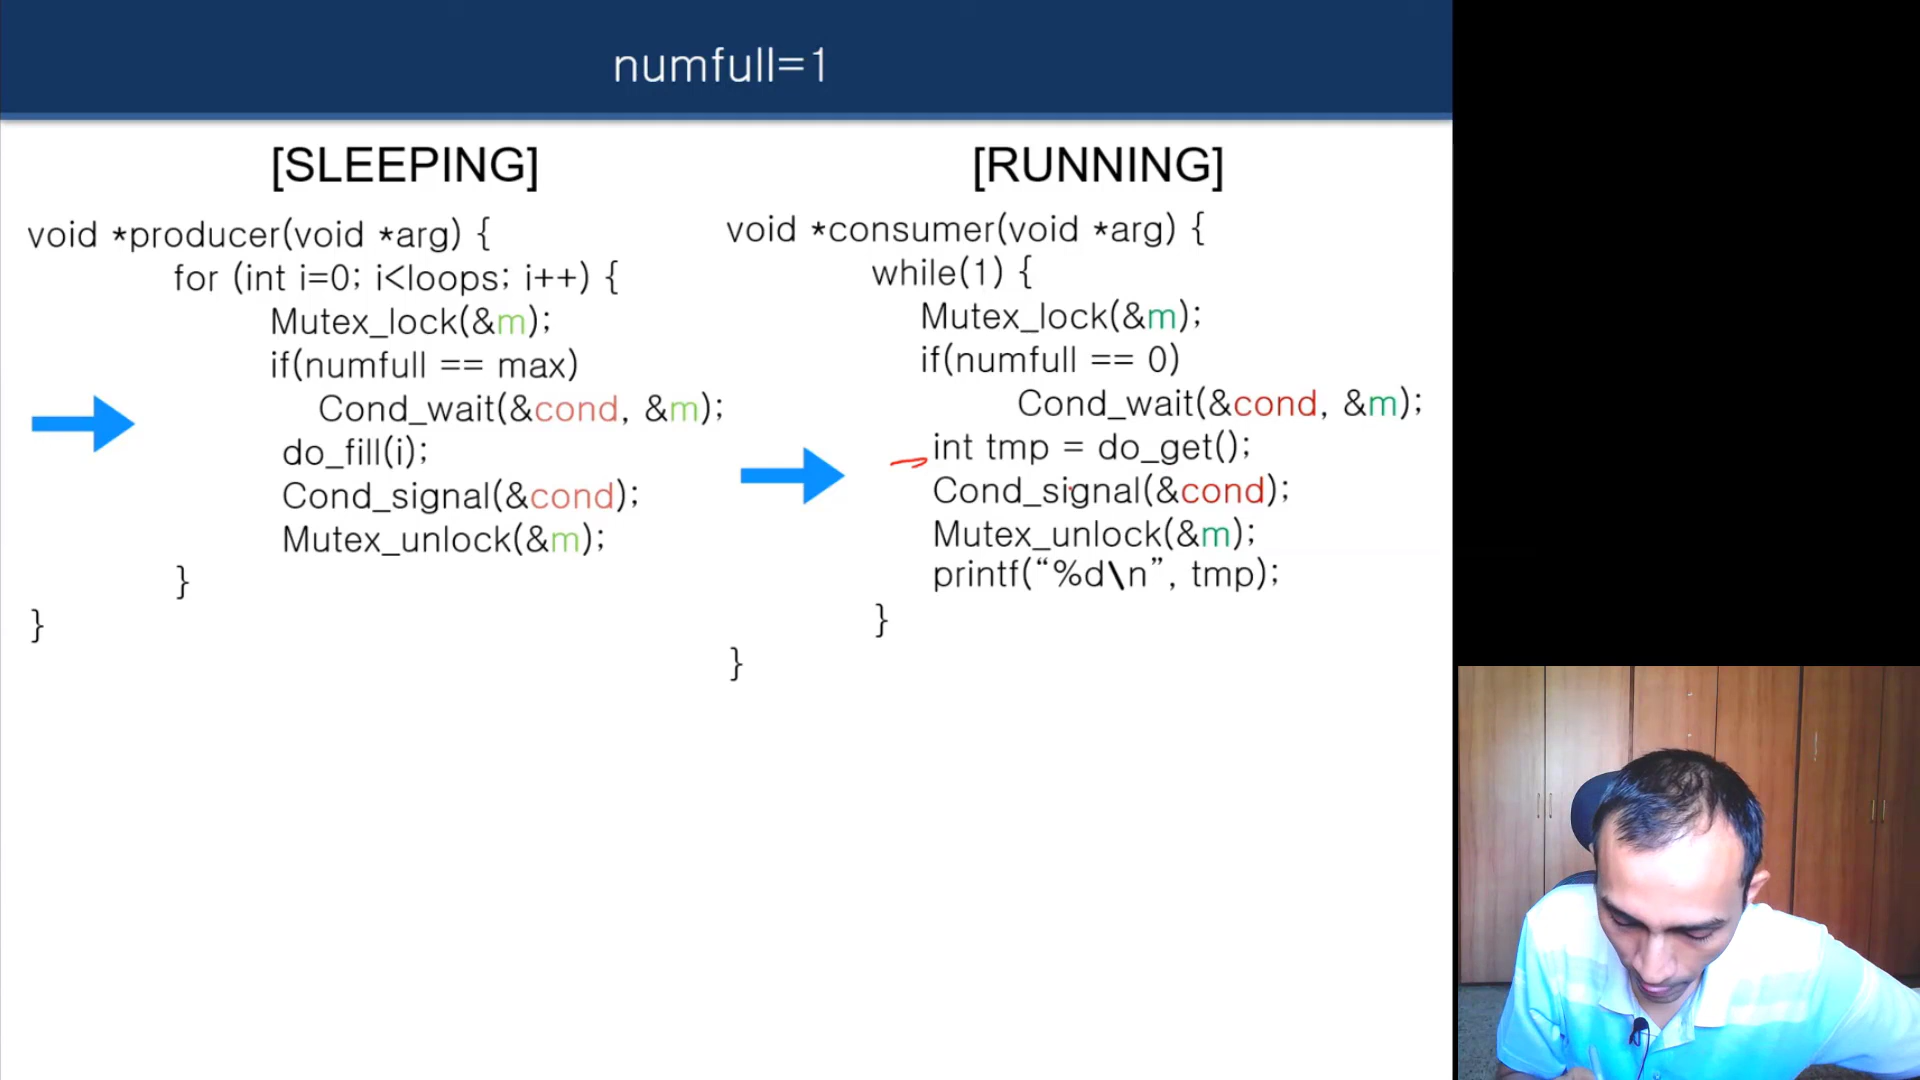 numfull=1
[SLEEPING]
void *producer(void *arg) {
for (int i=0; i<loops; i++) {
Mutex_lock(&m);
if(numfull == max)
Cond_wait(&cond, &m);
do_fill(i);
Cond_signal(&cond);
Mutex_unlock(&m);
}
}
[RUNNING]
void *consumer(void *arg) {
while(1) {
Mutex_lock(&m);
if(numfull == 0)
Cond_wait(&cond, &m);
int tmp = do_get();
Cond_signal(&cond);
Mutex_unlock(&m);
printf(“%d\n”, tmp);
}
}